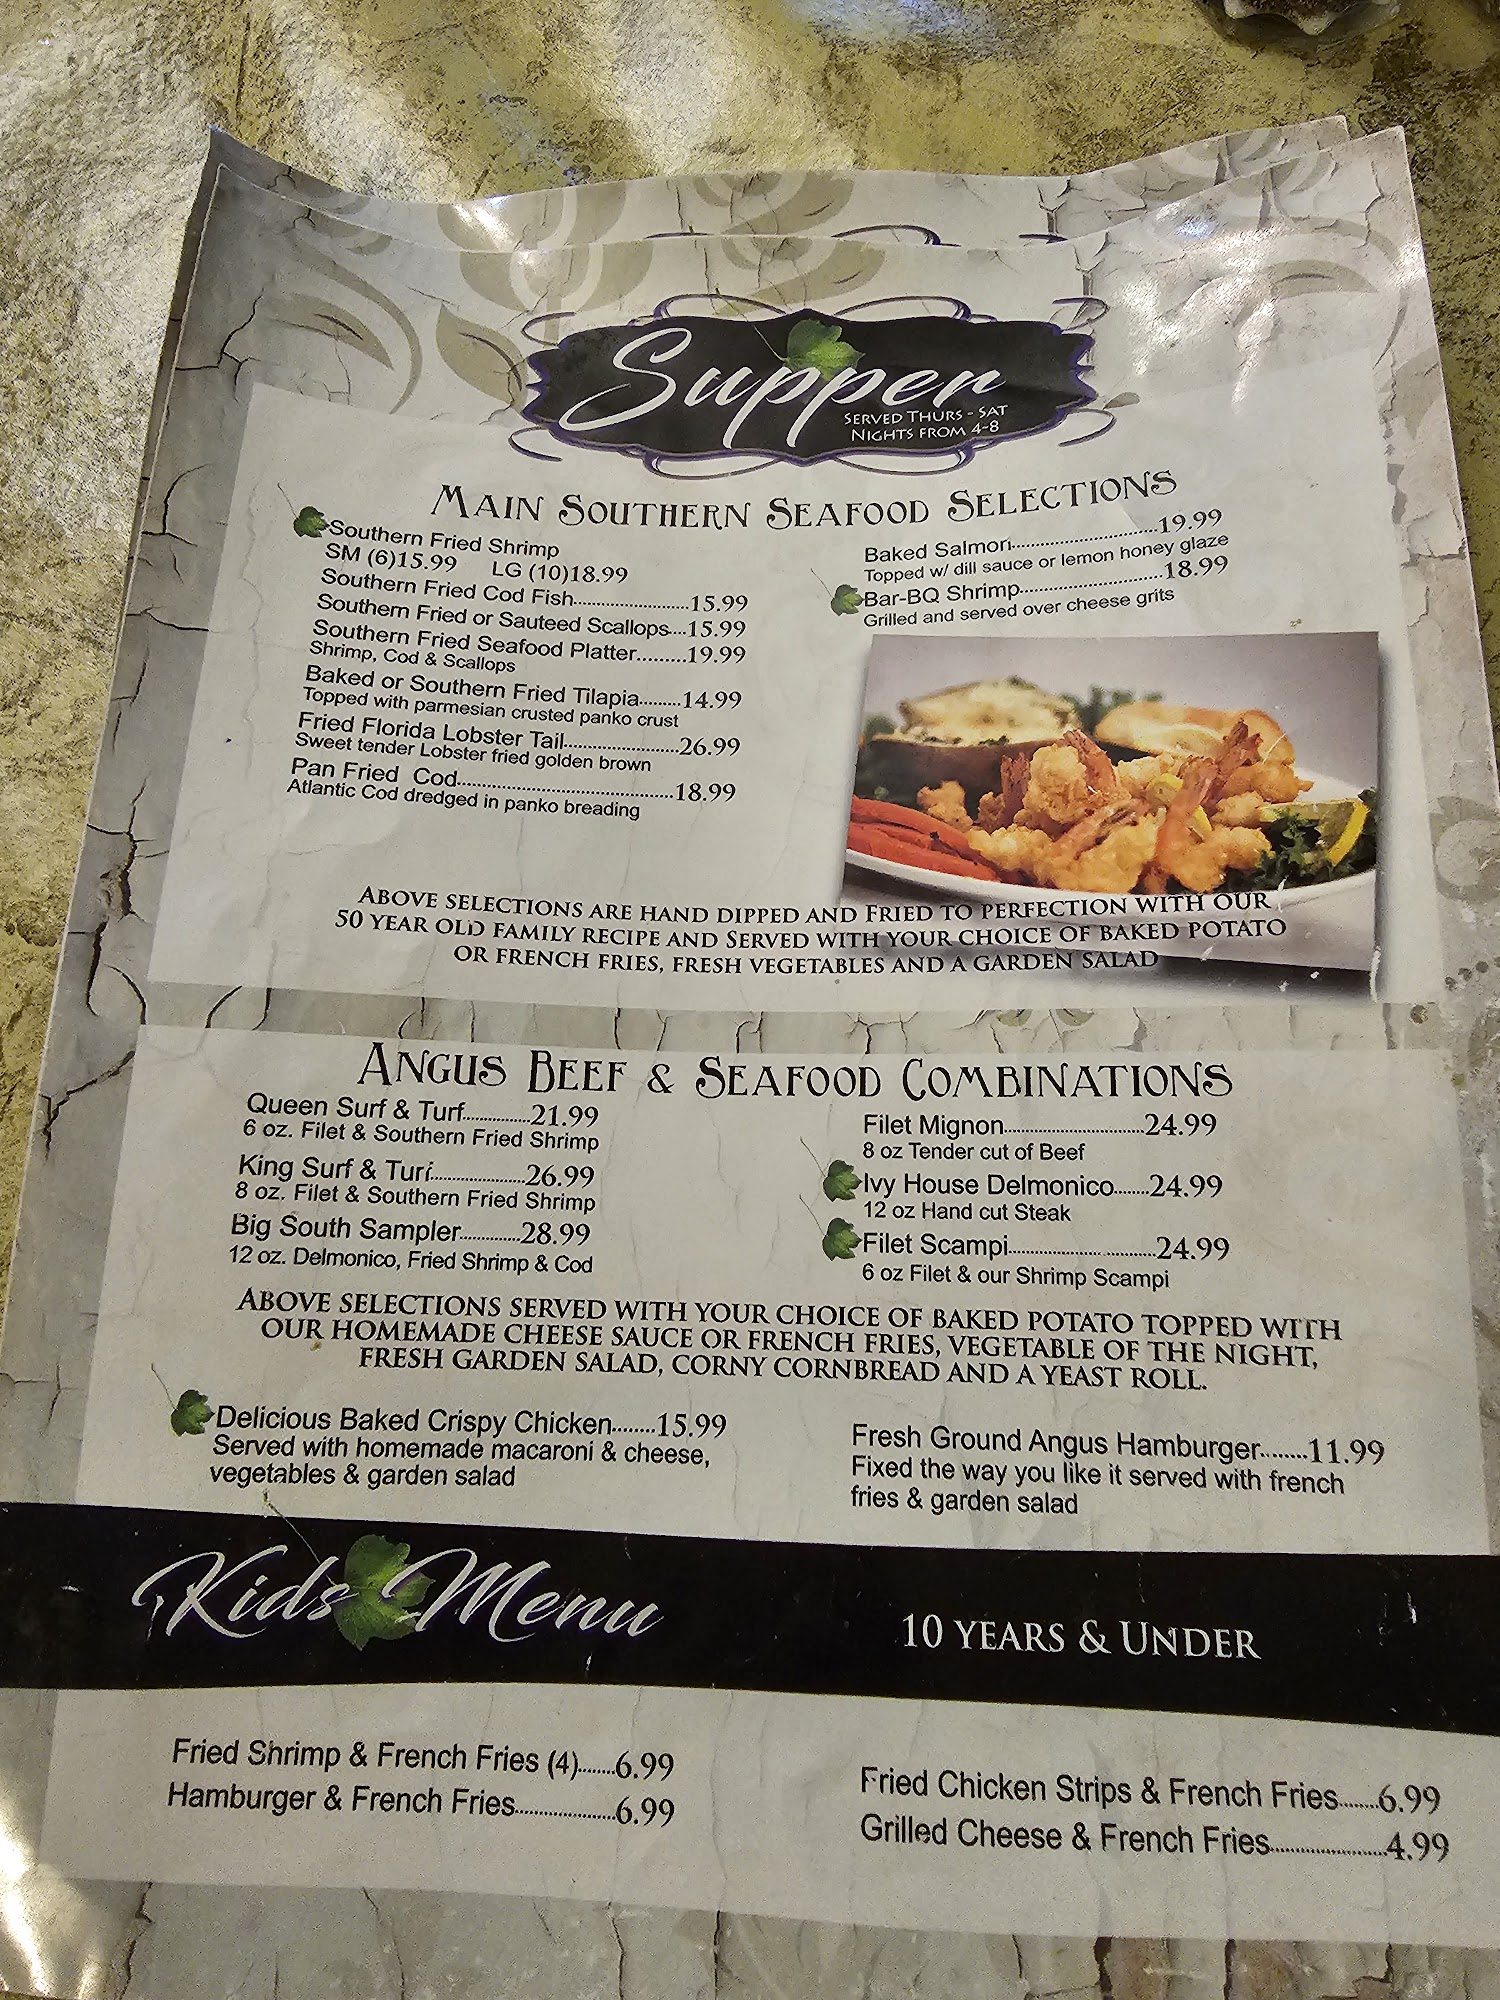 Supper
SERVED THURS - SAT
NIGHTS FROM 4-8
MAIN SOUTHERN SEAFOOD SELECTIONS
Southern Fried Shrimp
SM (6)15.99 LG (10)18.99
Southern Fried Cod Fish..........................15.99
Southern Fried or Sauteed Scallops....15.99
Southern Fried Seafood Platter..........19.99
Shrimp, Cod & Scallops
Baked or Southern Fried Tilapia.........14.99
Topped with parmesian crusted panko crust
Fried Florida Lobster Tail..........................26.99
Sweet tender Lobster fried golden brown
Pan Fried Cod................................................18.99
Atlantic Cod dredged in panko breading
Baked Salmon...............................19.99
Topped w/ dill sauce or lemon honey glaze
Bar-BQ Shrimp..............................18.99
Grilled and served over cheese grits
ABOVE SELECTIONS ARE HAND DIPPED AND FRIED TO PERFECTION WITH OUR
50 YEAR OLD FAMILY RECIPE AND SERVED WITH YOUR CHOICE OF BAKED POTATO
OR FRENCH FRIES, FRESH VEGETABLES AND A GARDEN SALAD
ANGUS BEEF & SEAFOOD COMBINATIONS
Queen Surf & Turf...............21.99
6 oz. Filet & Southern Fried Shrimp
King Surf & Turf......................26.99
8 oz. Filet & Southern Fried Shrimp
Big South Sampler..............28.99
12 oz. Delmonico, Fried Shrimp & Cod
Filet Mignon................................24.99
8 oz Tender cut of Beef
Ivy House Delmonico........24.99
12 oz Hand cut Steak
Filet Scampi.................................24.99
6 oz Filet & our Shrimp Scampi
ABOVE SELECTIONS SERVED WITH YOUR CHOICE OF BAKED POTATO TOPPED WITH
OUR HOMEMADE CHEESE SAUCE OR FRENCH FRIES, VEGETABLE OF THE NIGHT,
FRESH GARDEN SALAD, CORNY CORNBREAD AND A YEAST ROLL.
Delicious Baked Crispy Chicken........15.99
Served with homemade macaroni & cheese,
vegetables & garden salad
Fresh Ground Angus Hamburger........11.99
Fixed the way you like it served with french
fries & garden salad
Kids Menu
10 YEARS & UNDER
Fried Shrimp & French Fries (4).......6.99
Hamburger & French Fries...................6.99
Fried Chicken Strips & French Fries.......6.99
Grilled Cheese & French Fries......................4.99